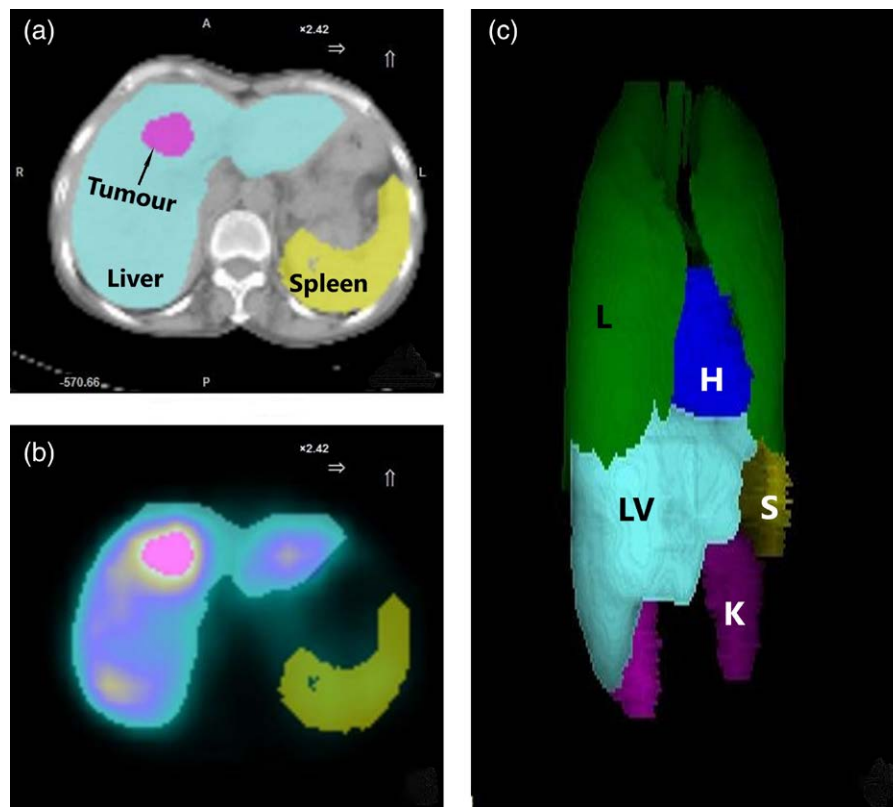 (a)
A
×2.42
⇒
⇑
R
L
Tumour
Liver
Spleen
-570.66
P
(b)
×2.42
⇒
⇑
(c)
L
H
LV
S
K